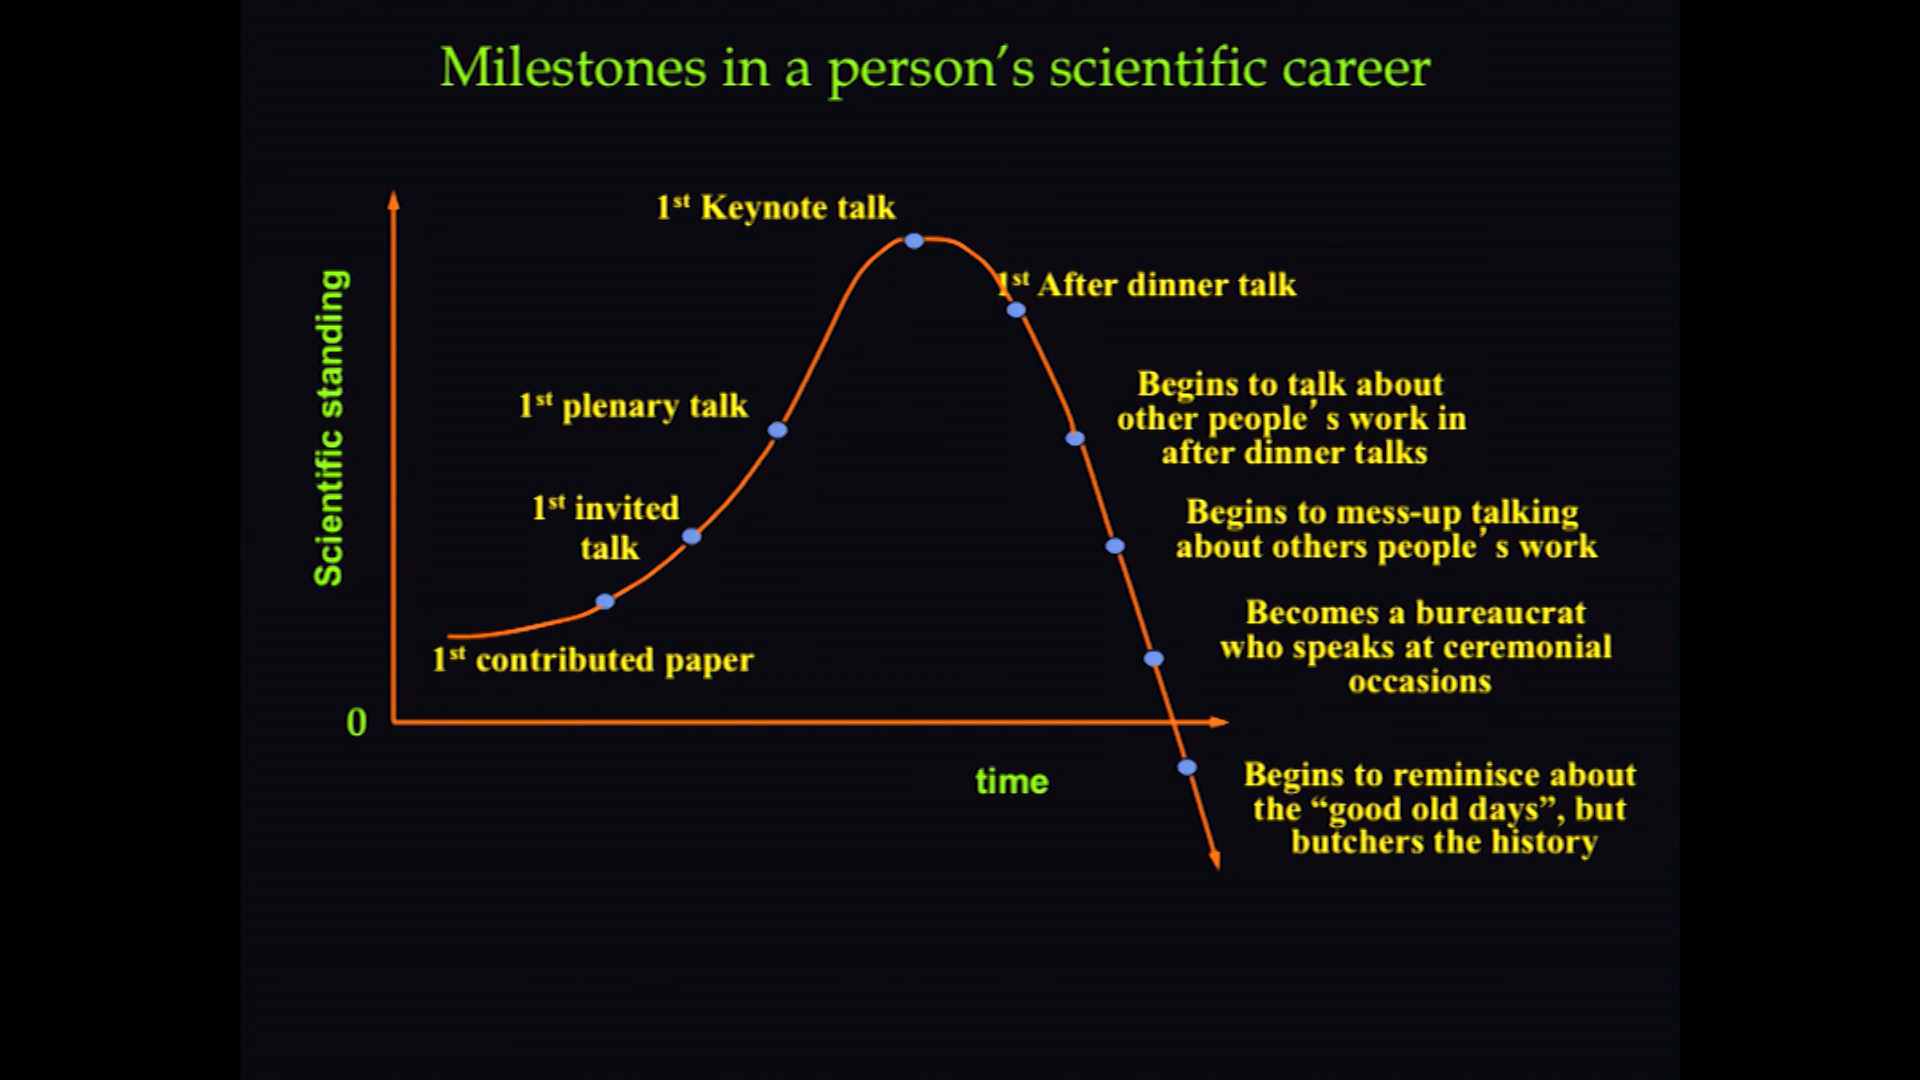 Milestones in a person’s scientific career
1st Keynote talk
1st After dinner talk
Scientific standing
Begins to talk about
other people’s work in
after dinner talks
1st plenary talk
1st invited
talk
Begins to mess-up talking
about others people’s work
Becomes a bureaucrat
who speaks at ceremonial
occasions
1st contributed paper
0
time
Begins to reminisce about
the “good old days”, but
butchers the history